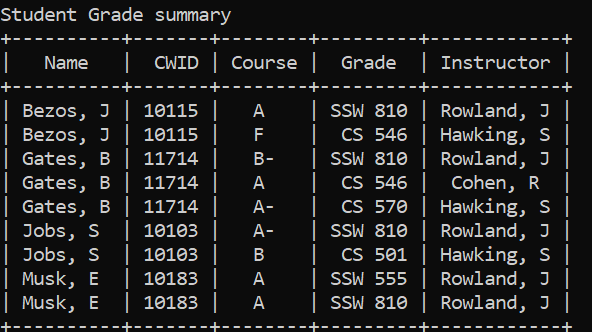 Student Grade summary
+----------+-------+--------+---------+------------+
|   Name   |  CWID | Course |  Grade  | Instructor |
+----------+-------+--------+---------+------------+
| Bezos, J | 10115 |   A    | SSW 810 | Rowland, J |
| Bezos, J | 10115 |   F    |  CS 546 | Hawking, S |
| Gates, B | 11714 |   B-   | SSW 810 | Rowland, J |
| Gates, B | 11714 |   A    |  CS 546 |  Cohen, R  |
| Gates, B | 11714 |   A-   |  CS 570 | Hawking, S |
| Jobs, S  | 10103 |   A-   | SSW 810 | Rowland, J |
| Jobs, S  | 10103 |   B    |  CS 501 | Hawking, S |
| Musk, E  | 10183 |   A    | SSW 555 | Rowland, J |
| Musk, E  | 10183 |   A    | SSW 810 | Rowland, J |
+----------+-------+--------+---------+------------+